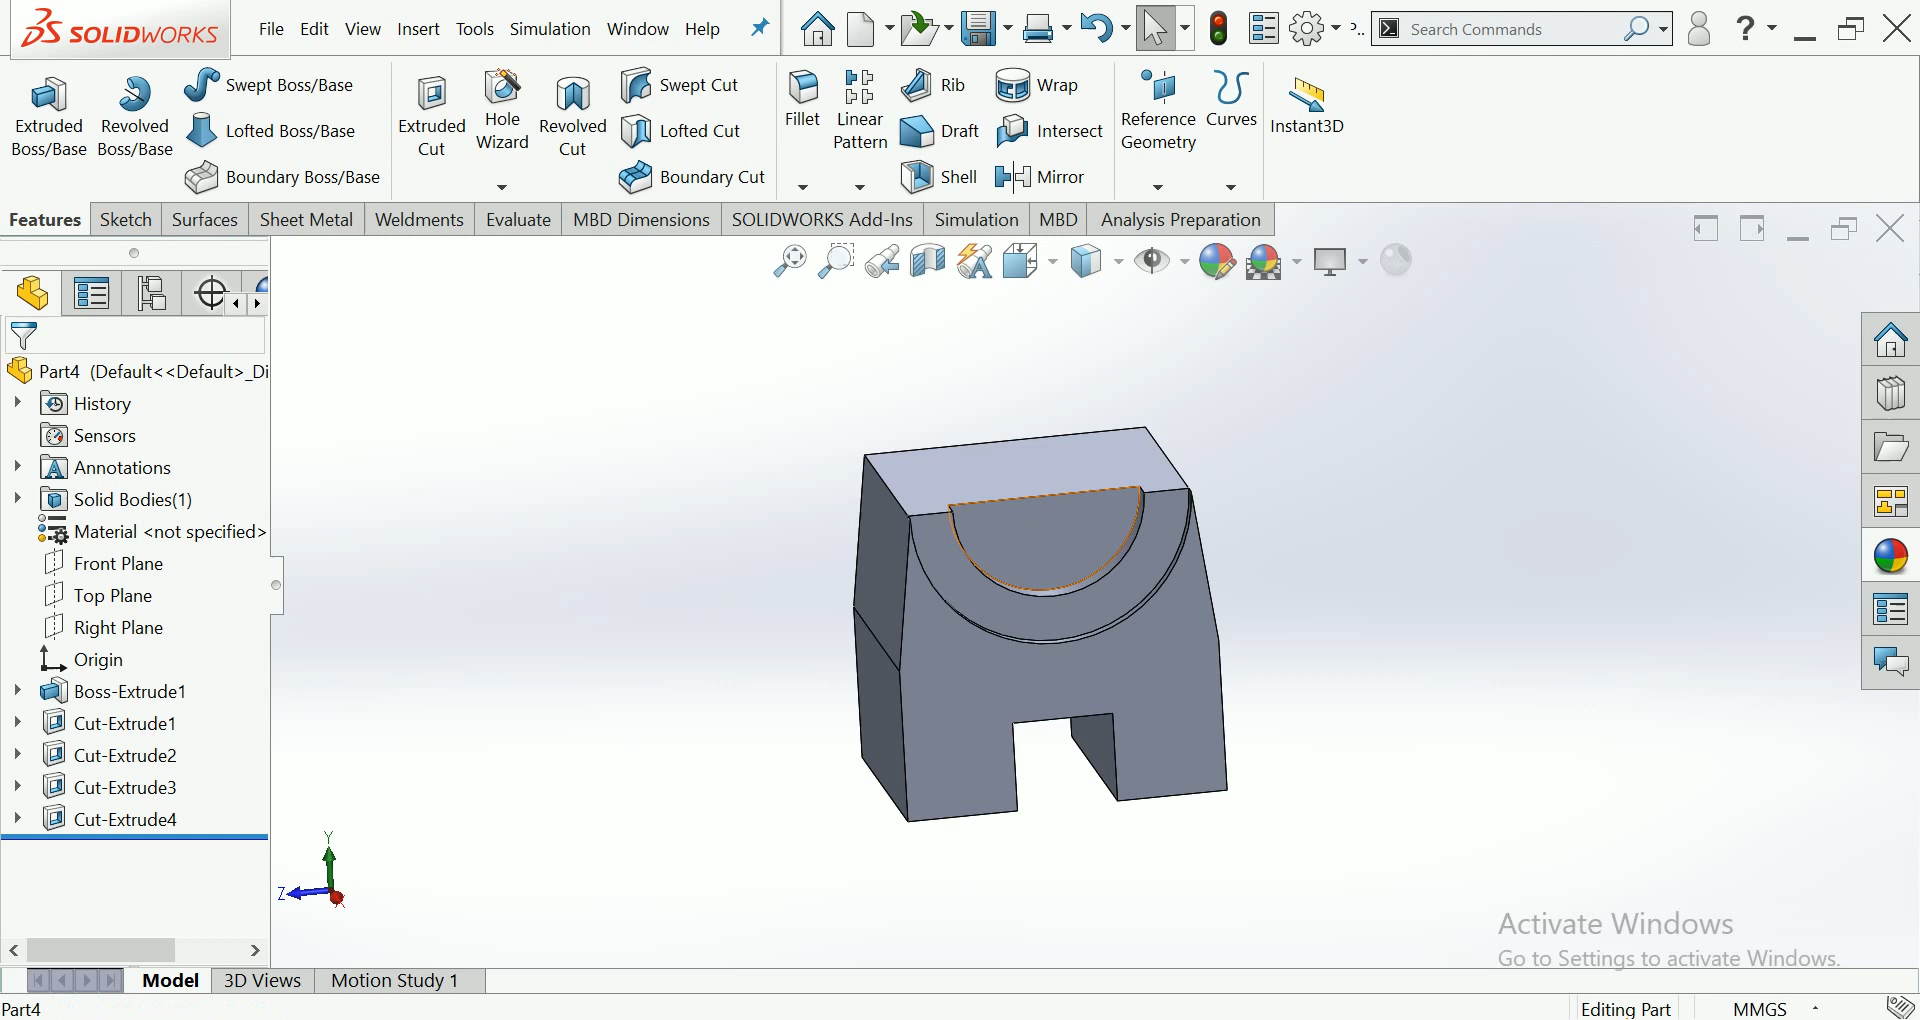 SOLIDWORKS
File Edit View Insert Tools Simulation Window Help
Search Commands
Extruded Boss/Base
Revolved Boss/Base
Swept Boss/Base
Lofted Boss/Base
Boundary Boss/Base
Extruded Cut
Hole Wizard
Revolved Cut
Swept Cut
Lofted Cut
Boundary Cut
Fillet
Linear Pattern
Rib
Draft
Shell
Wrap
Intersect
Mirror
Reference Geometry
Curves
Instant3D
Features Sketch Surfaces Sheet Metal Weldments Evaluate MBD Dimensions SOLIDWORKS Add-Ins Simulation MBD Analysis Preparation
Part4 (Default<<Default>_Di
History
Sensors
Annotations
Solid Bodies(1)
Material <not specified>
Front Plane
Top Plane
Right Plane
Origin
Boss-Extrude1
Cut-Extrude1
Cut-Extrude2
Cut-Extrude3
Cut-Extrude4
Y
Z
X
Activate Windows
Go to Settings to activate Windows.
Model 3D Views Motion Study 1
Part4
Editing Part MMGS